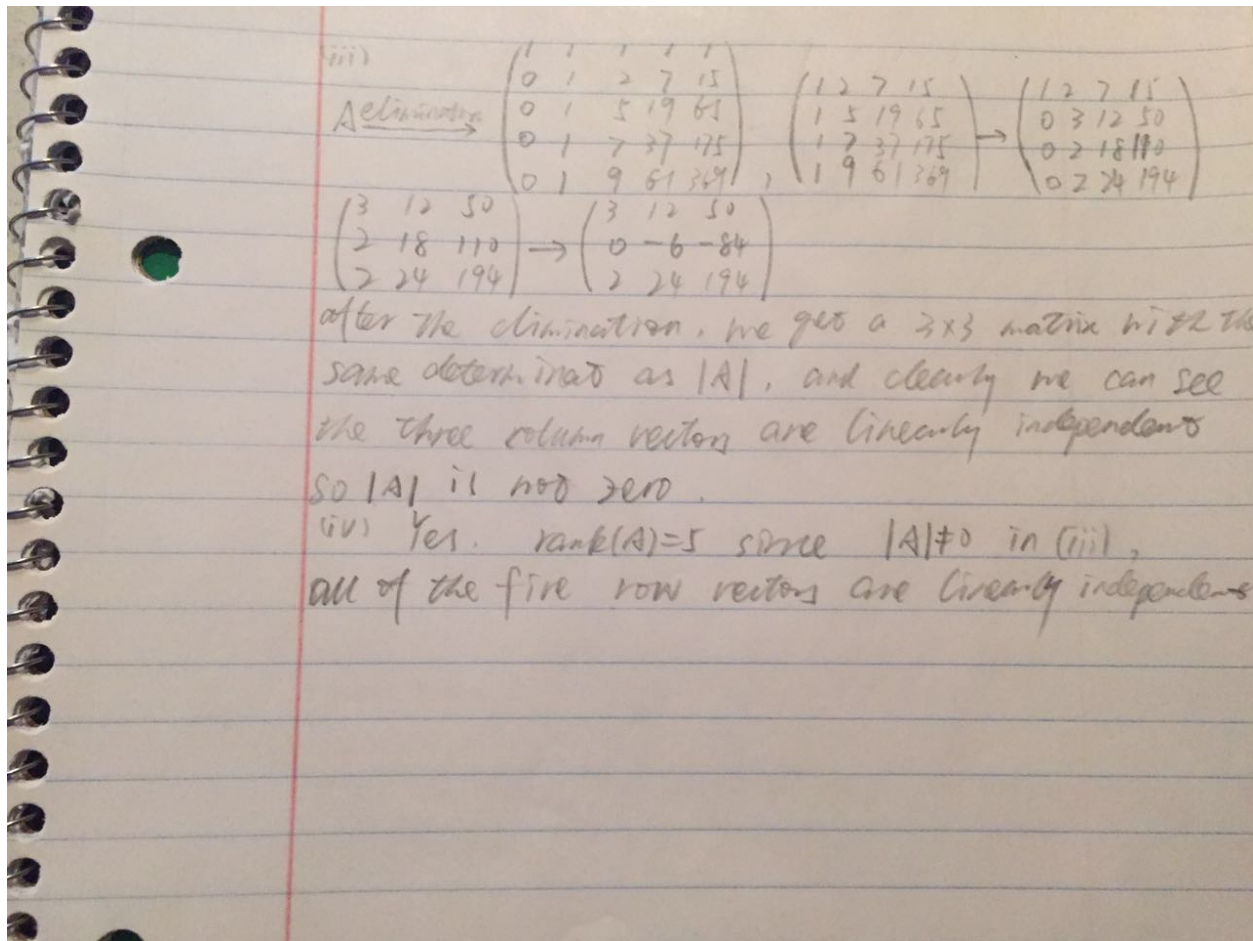 (iii)
A elimination → ( 1 1 1 1 1
0 1 2 7 15
0 1 5 19 65
0 1 7 37 175
0 1 9 61 369 ) , ( 1 2 7 15
1 5 19 65
1 7 37 175
1 9 61 369 ) → ( 1 2 7 15
0 3 12 50
0 2 18 110
0 2 24 194 )
( 3 12 50
2 18 110
2 24 194 ) → ( 3 12 50
0 -6 -84
2 24 194 )
after the elimination, we get a 3x3 matrix with the
same determinat as |A|, and clearly we can see
the three column vectors are linearly independent
so |A| is not zero.
(iv) Yes. rank(A)=5 since |A|≠0 in (iii),
all of the five row vectors are linearly independent